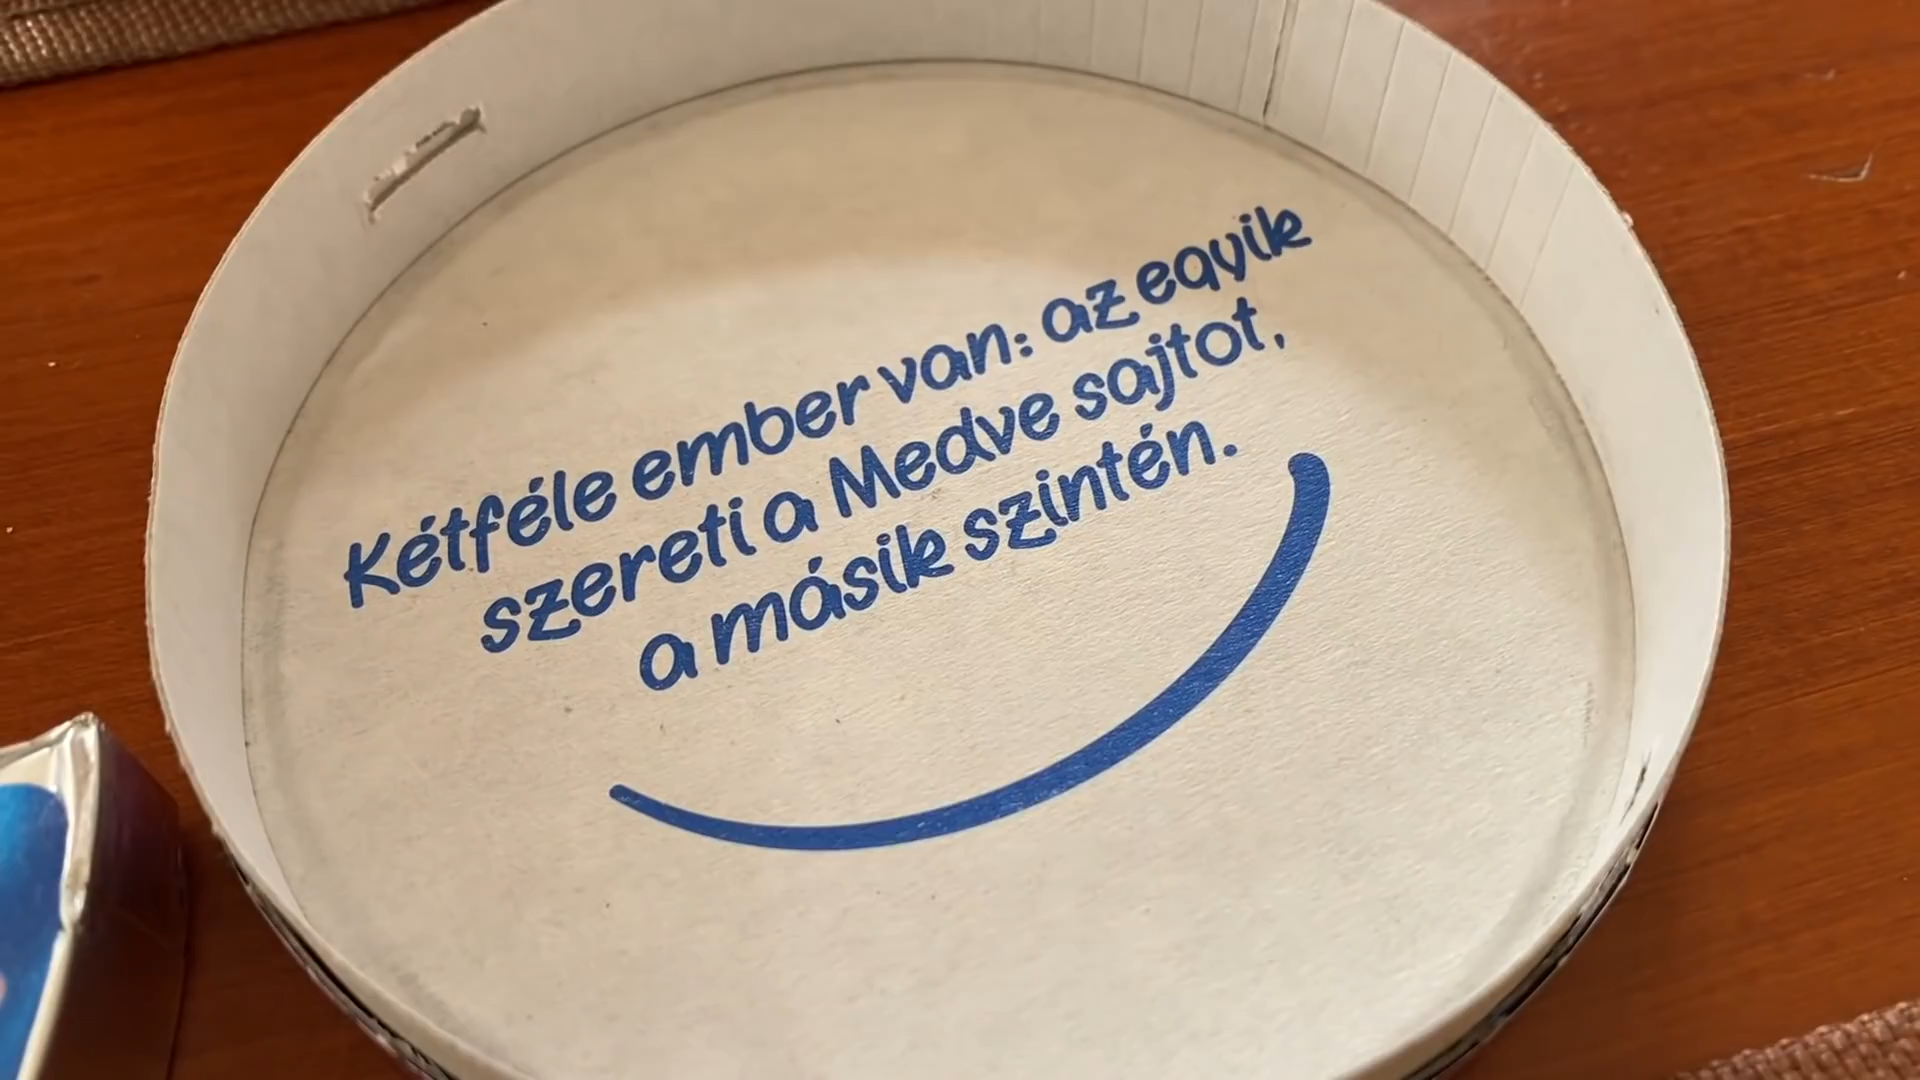 Kétféle ember van: az egyik
szereti a Medve sajtot,
a másik szintén.